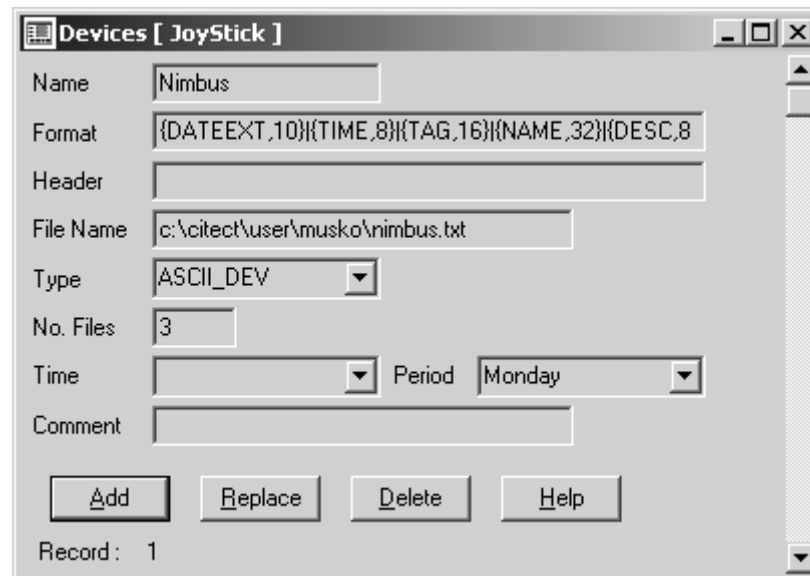 Devices [ JoyStick ]
Name Nimbus
Format {DATEEXT,10}|{TIME,8}|{TAG,16}|{NAME,32}|{DESC,8
Header
File Name c:\citect\user\musko\nimbus.txt
Type ASCII_DEV
No. Files 3
Time Period Monday
Comment
Add Replace Delete Help
Record : 1